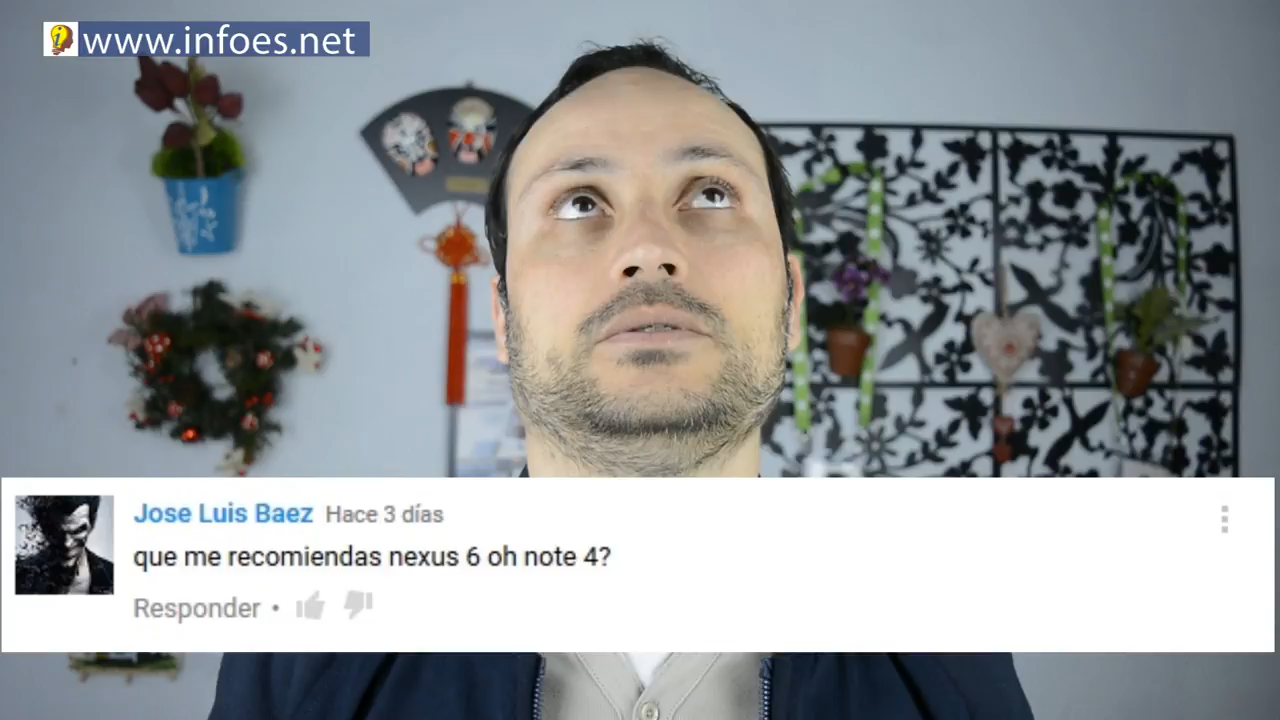 www.infoes.net
Jose Luis Baez Hace 3 días
que me recomiendas nexus 6 oh note 4?
Responder •